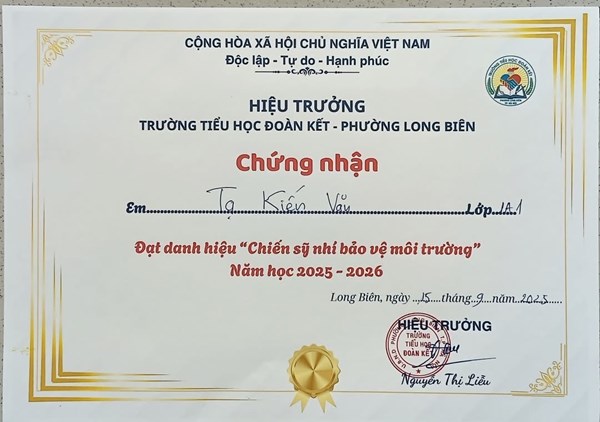 CỘNG HÒA XÃ HỘI CHỦ NGHĨA VIỆT NAM
Độc lập - Tự do - Hạnh phúc
HIỆU TRƯỞNG
TRƯỜNG TIỂU HỌC ĐOÀN KẾT - PHƯỜNG LONG BIÊN
Chứng nhận
Em Tạ Kiến Văn Lớp 1A1
Đạt danh hiệu “Chiến sỹ nhí bảo vệ môi trường”
Năm học 2025 - 2026
Long Biên, ngày 15 tháng 9 năm 2025
HIỆU TRƯỞNG
TRƯỜNG
TIỂU HỌC
ĐOÀN KẾT
Nguyễn Thị Liễu